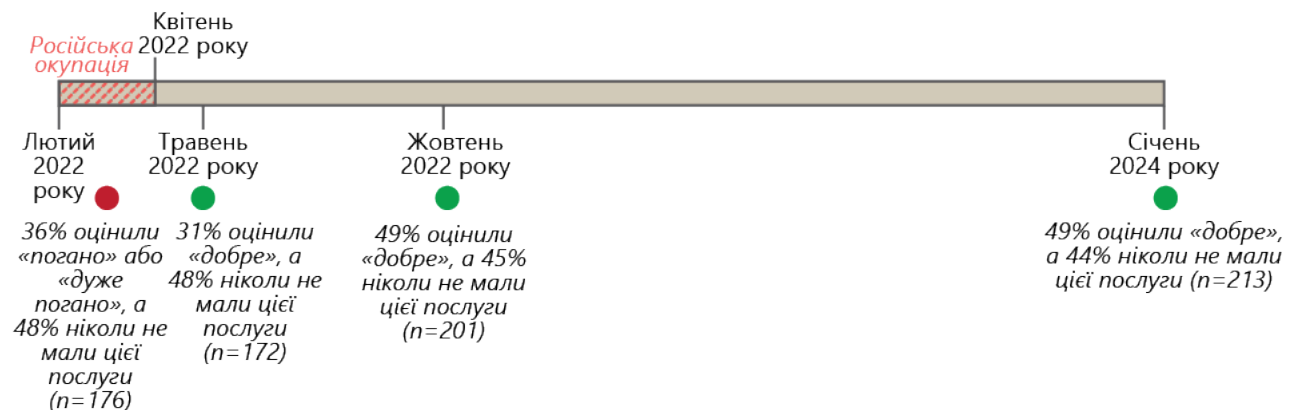 Квітень
2022 року
Російська
окупація
Лютий
2022
року
36% оцінили
«погано» або
«дуже
погано», а
48% ніколи не
мали цієї
послуги
(n=176)
Травень
2022 року
31% оцінили
«добре», а
48% ніколи не
мали цієї
послуги
(n=172)
Жовтень
2022 року
49% оцінили
«добре», а 45%
ніколи не мали
цієї послуги
(n=201)
Січень
2024 року
49% оцінили «добре»,
а 44% ніколи не мали
цієї послуги (n=213)